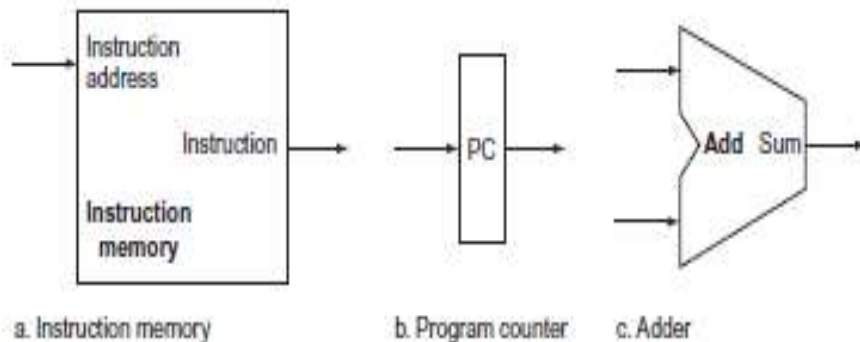 Instruction
address
Instruction
Instruction
memory
PC
Add Sum
a. Instruction memory
b. Program counter
c. Adder